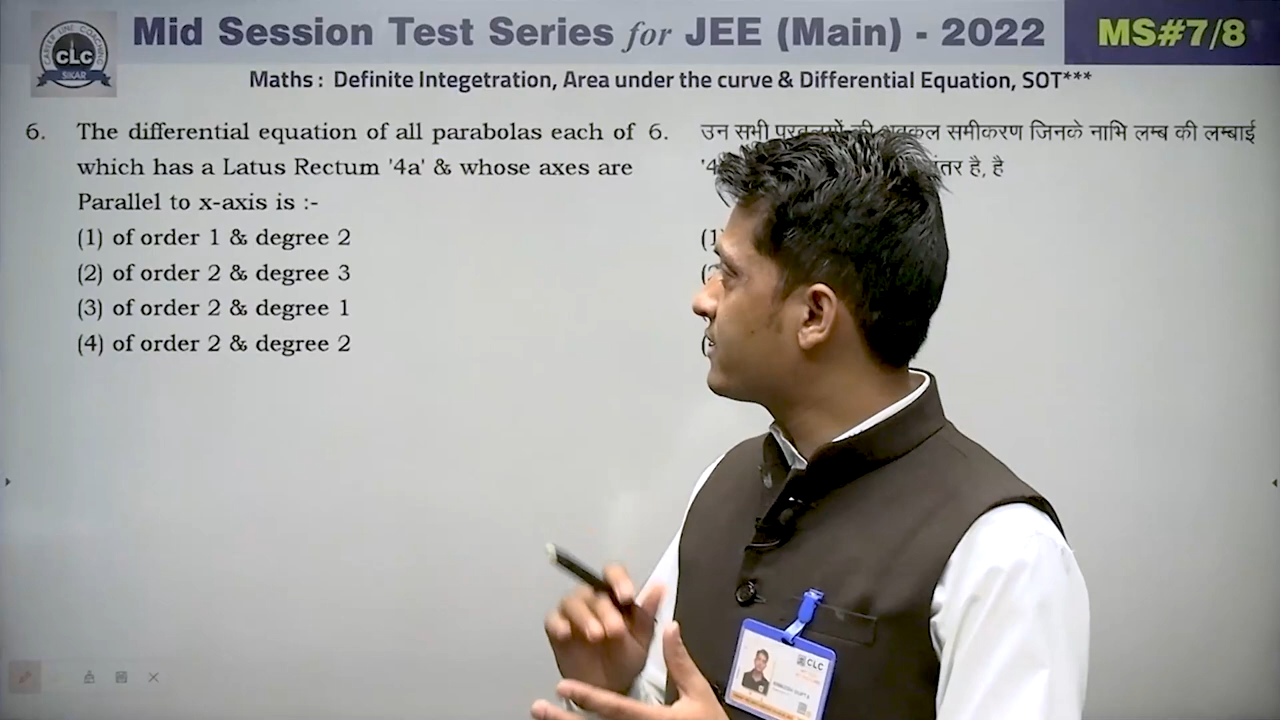 CAREER LINE COACHING
CLC
SIKAR
Mid Session Test Series for JEE (Main) - 2022
MS#7/8
Maths : Definite Integetration, Area under the curve & Differential Equation, SOT***
6. The differential equation of all parabolas each of
which has a Latus Rectum '4a' & whose axes are
Parallel to x-axis is :-
(1) of order 1 & degree 2
(2) of order 2 & degree 3
(3) of order 2 & degree 1
(4) of order 2 & degree 2
6. उन सभी समीकरण जिनके नाभि लम्ब की लम्बाई
है, है
CLC